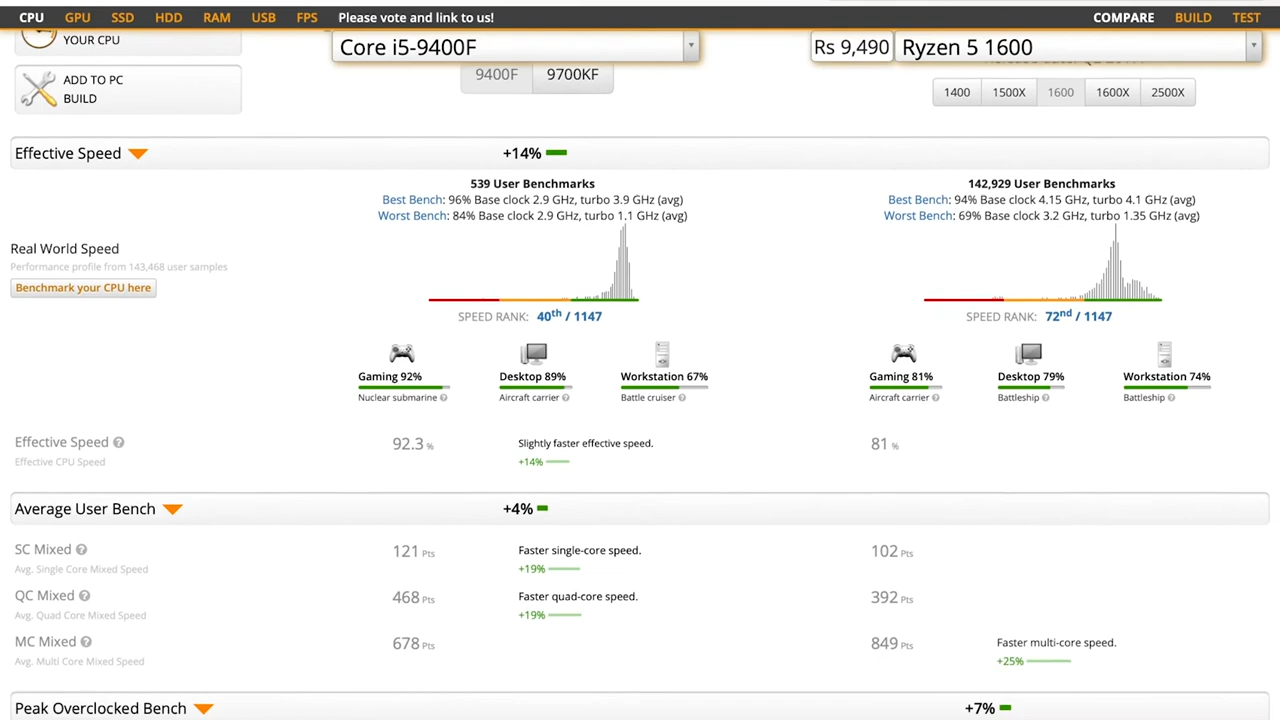 CPU GPU SSD HDD RAM USB FPS Please vote and link to us! COMPARE BUILD TEST
YOUR CPU
Core i5-9400F
Rs 9,490 Ryzen 5 1600
ADD TO PC
BUILD
9400F 9700KF
1400 1500X 1600 1600X 2500X
Effective Speed +14%
539 User Benchmarks
Best Bench: 96% Base clock 2.9 GHz, turbo 3.9 GHz (avg)
Worst Bench: 84% Base clock 2.9 GHz, turbo 1.1 GHz (avg)
142,929 User Benchmarks
Best Bench: 94% Base clock 4.15 GHz, turbo 4.1 GHz (avg)
Worst Bench: 69% Base clock 3.2 GHz, turbo 1.35 GHz (avg)
Real World Speed
Performance profile from 143,468 user samples
Benchmark your CPU here
SPEED RANK: 40th / 1147
SPEED RANK: 72nd / 1147
Gaming 92% Desktop 89% Workstation 67%
Nuclear submarine Aircraft carrier Battle cruiser
Gaming 81% Desktop 79% Workstation 74%
Aircraft carrier Battleship Battleship
Effective Speed 92.3 % Slightly faster effective speed. 81 %
Effective CPU Speed +14%
Average User Bench +4%
SC Mixed 121 Pts Faster single-core speed. 102 Pts
Avg. Single Core Mixed Speed +19%
QC Mixed 468 Pts Faster quad-core speed. 392 Pts
Avg. Quad Core Mixed Speed +19%
MC Mixed 678 Pts 849 Pts Faster multi-core speed.
Avg. Multi Core Mixed Speed +25%
Peak Overclocked Bench +7%